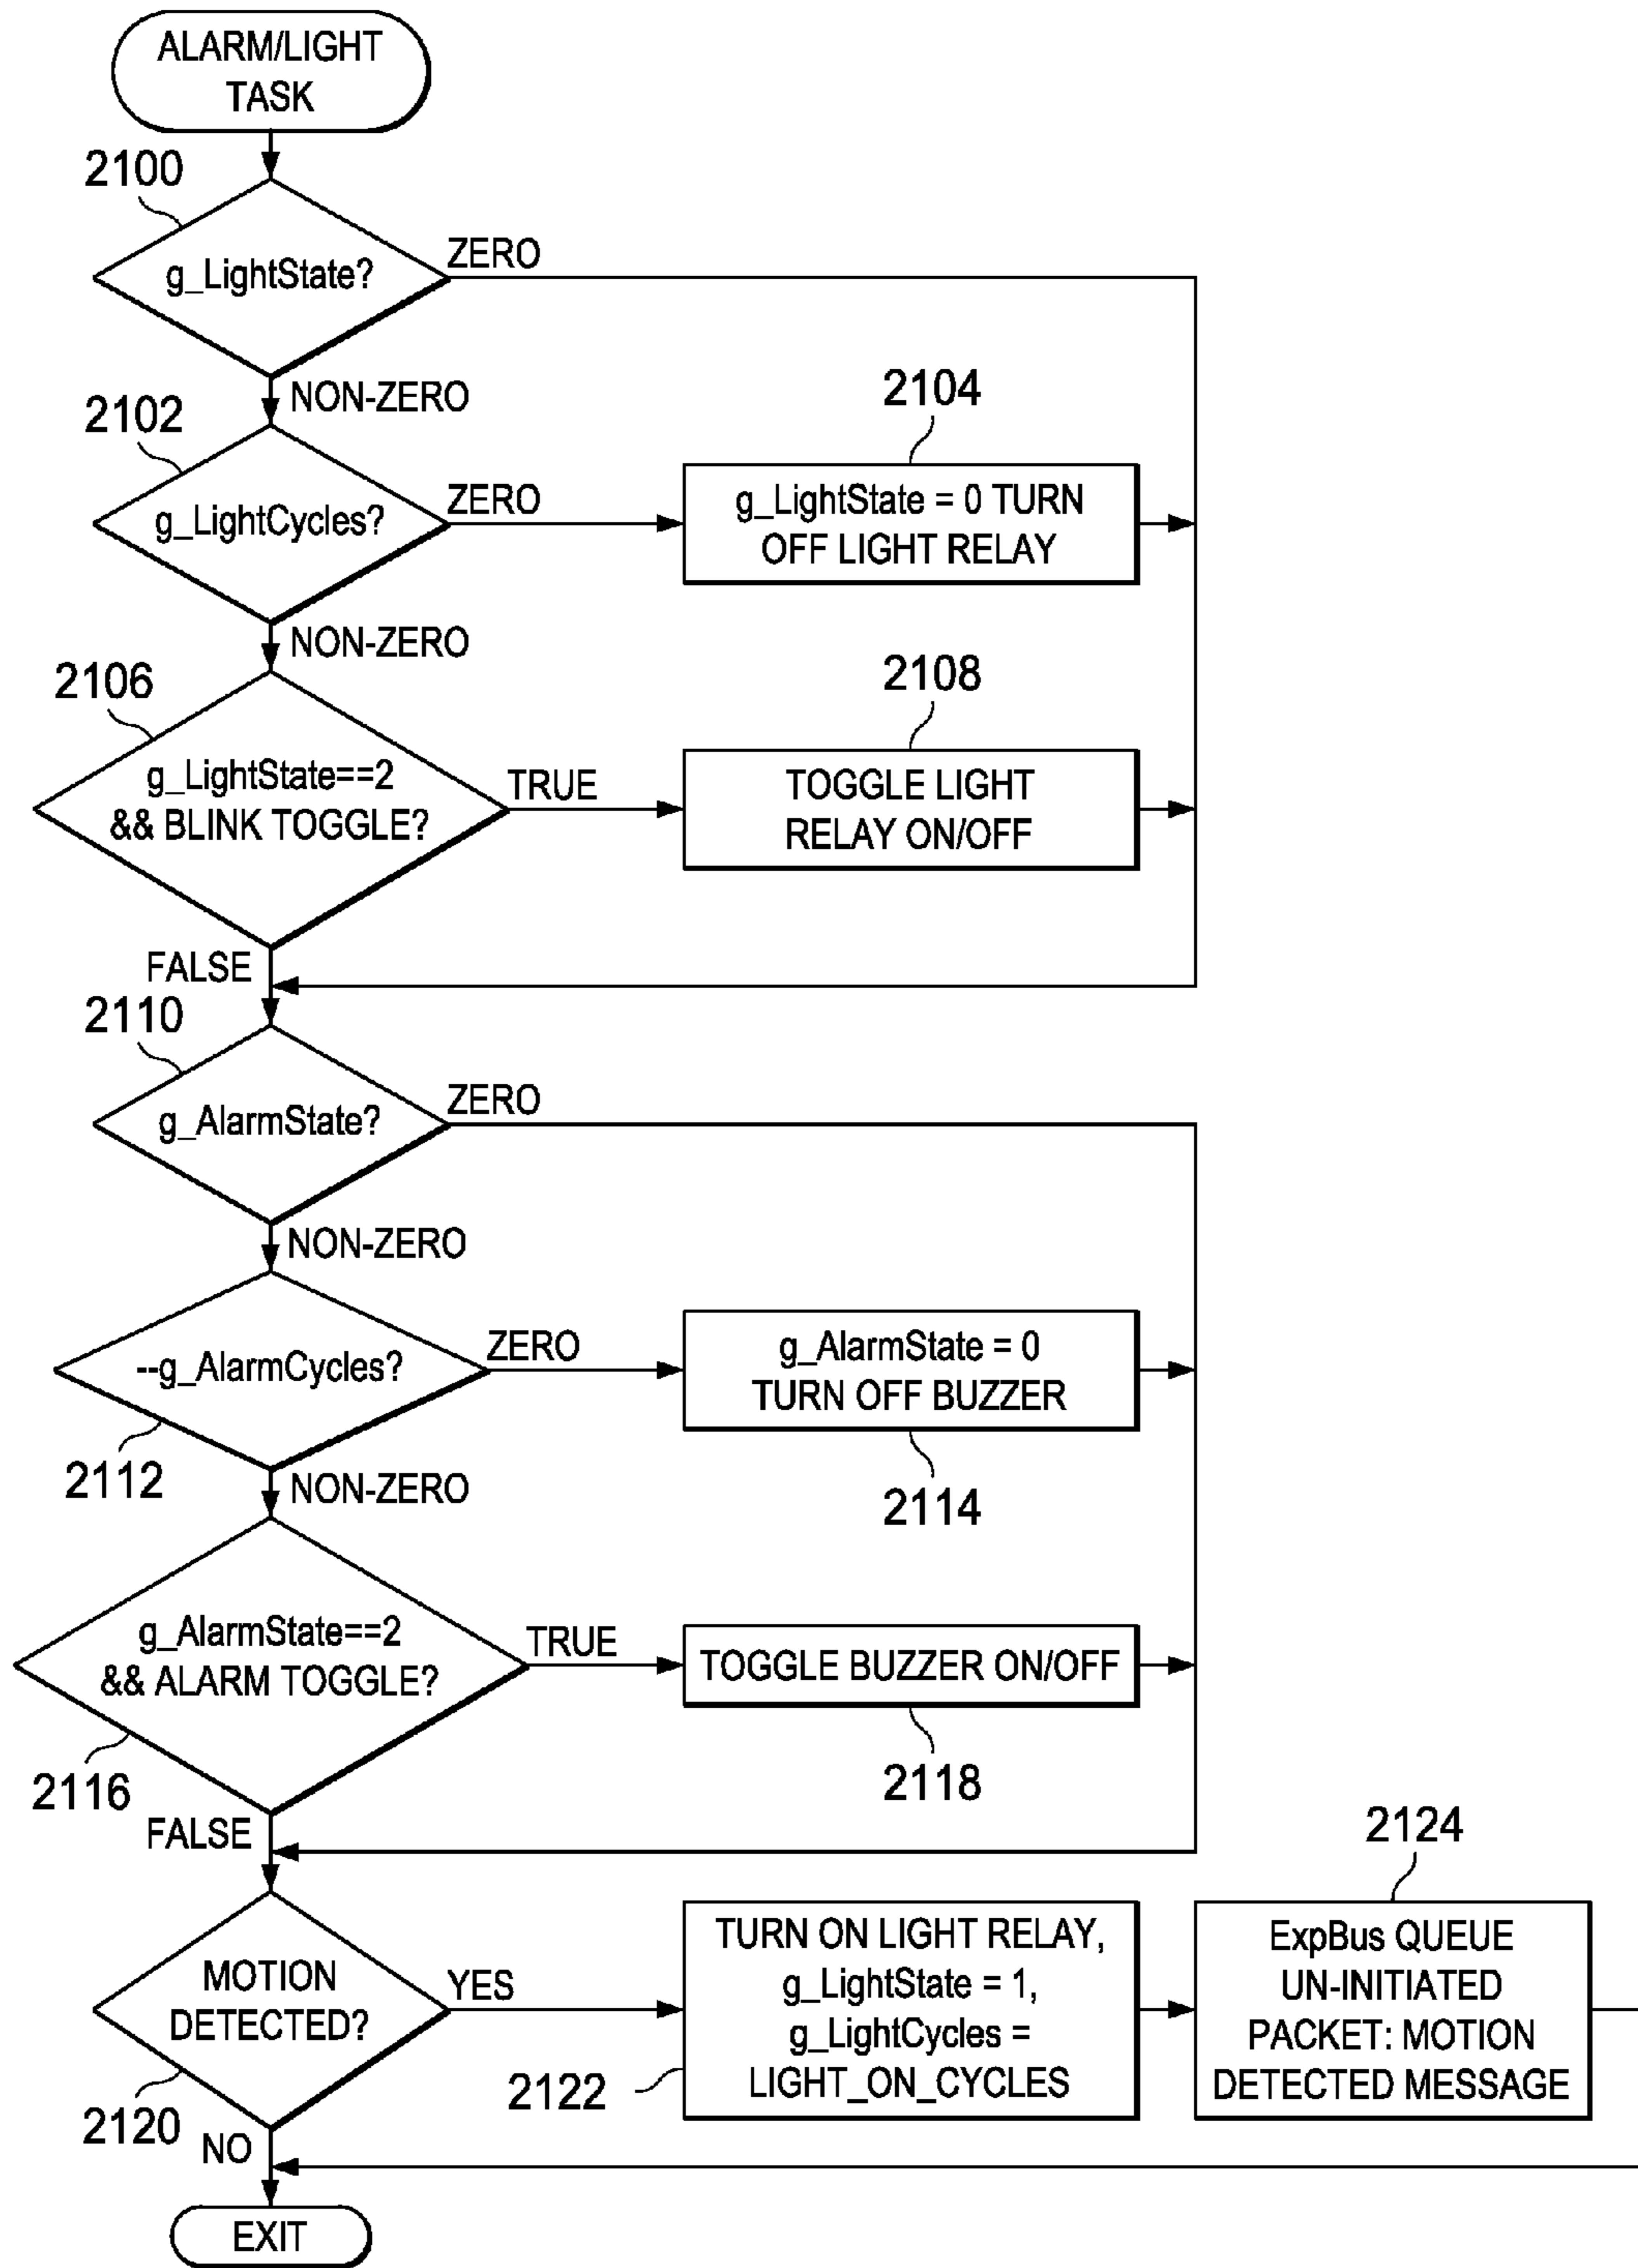 ALARM/LIGHT
TASK
2100
g_LightState?
ZERO
NON-ZERO
2102
g_LightCycles?
ZERO
2104
g_LightState = 0 TURN
OFF LIGHT RELAY
NON-ZERO
2106
g_LightState==2
&& BLINK TOGGLE?
TRUE
2108
TOGGLE LIGHT
RELAY ON/OFF
FALSE
2110
g_AlarmState?
ZERO
NON-ZERO
--g_AlarmCycles?
2112
ZERO
g_AlarmState = 0
TURN OFF BUZZER
2114
NON-ZERO
g_AlarmState==2
&& ALARM TOGGLE?
2116
TRUE
TOGGLE BUZZER ON/OFF
2118
FALSE
MOTION
DETECTED?
2120
YES
TURN ON LIGHT RELAY,
g_LightState = 1,
g_LightCycles =
LIGHT_ON_CYCLES
2122
2124
ExpBus QUEUE
UN-INITIATED
PACKET: MOTION
DETECTED MESSAGE
NO
EXIT